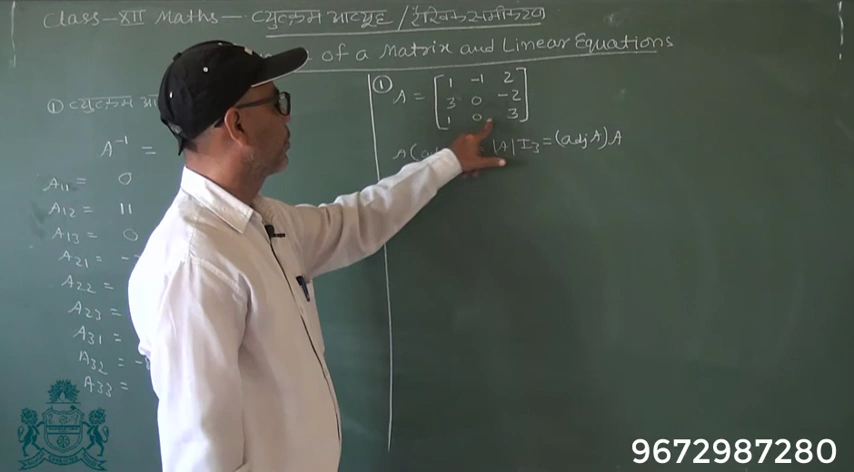 Class-XII Maths- व्युत्क्रम आव्यूह / रैखिक समीकरण
of a Matrix and Linear Equations
① व्युत्क्रम
A⁻¹ =
A11 = 0
A12 = 11
A13 = 0
A21 = -
A22 =
A23 =
A31 =
A32 = -
A33 =
① A = [ 1 -1 2
3 0 -2
1 0 3 ]
A(adj |A| I3 = (adj A) A
9672987280